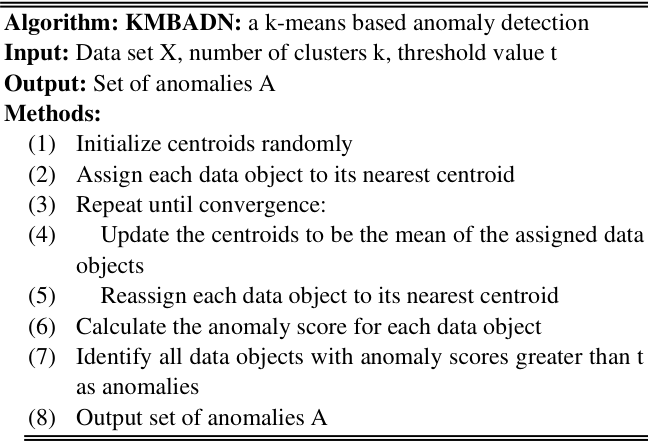 Algorithm: KMBADN: a k-means based anomaly detection
Input: Data set X, number of clusters k, threshold value t
Output: Set of anomalies A
Methods:
(1) Initialize centroids randomly
(2) Assign each data object to its nearest centroid
(3) Repeat until convergence:
(4) Update the centroids to be the mean of the assigned data
objects
(5) Reassign each data object to its nearest centroid
(6) Calculate the anomaly score for each data object
(7) Identify all data objects with anomaly scores greater than t
as anomalies
(8) Output set of anomalies A